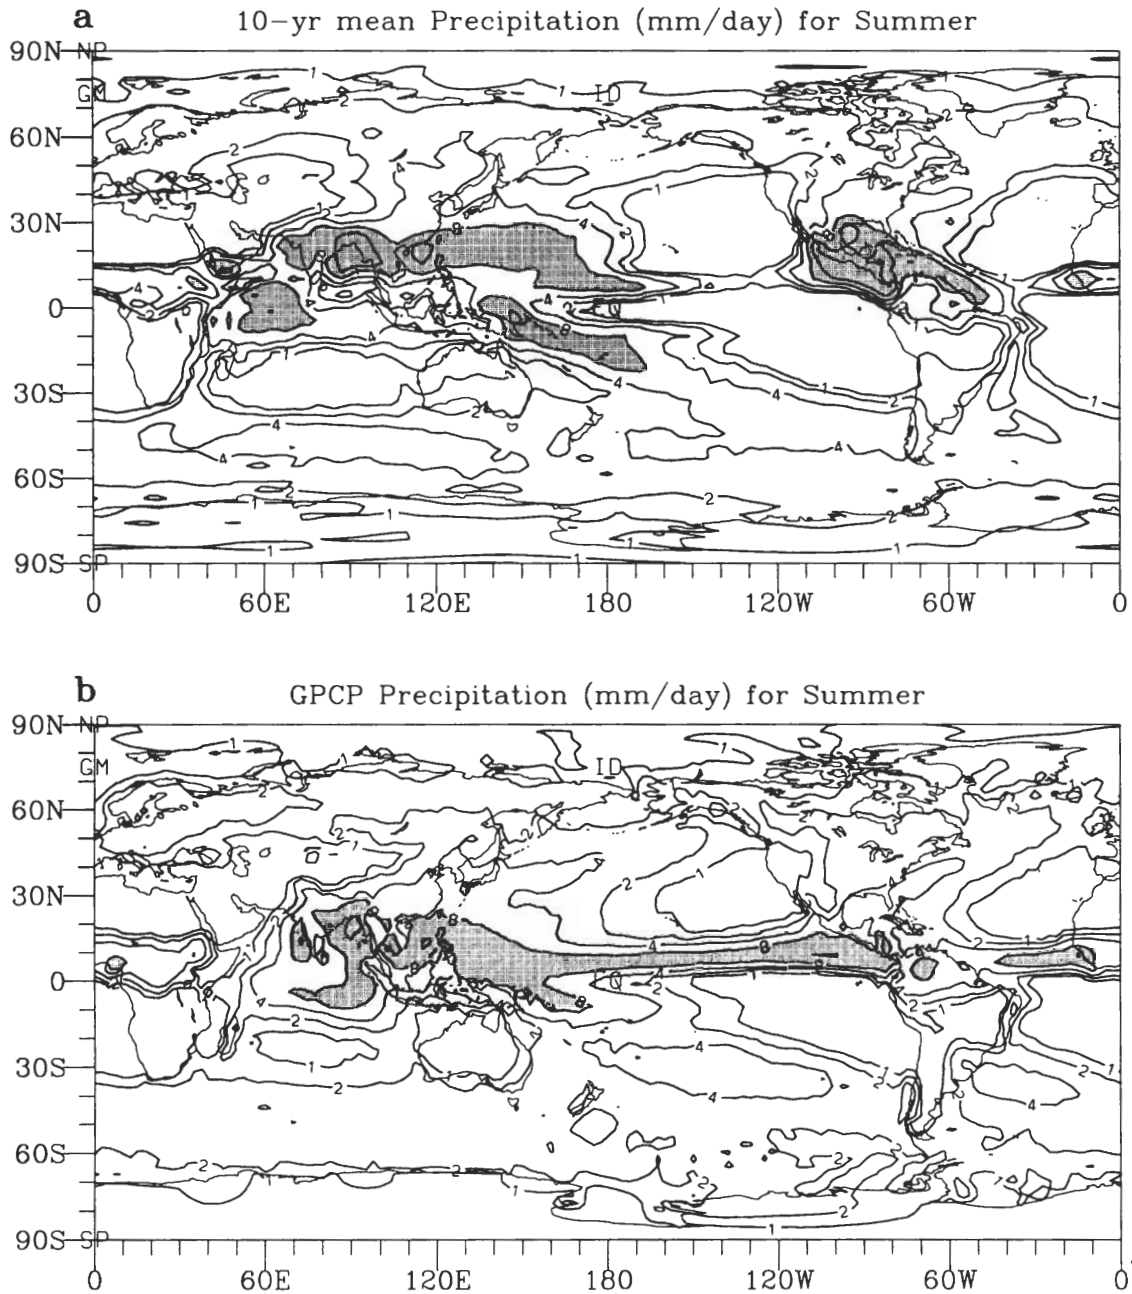 a
10-yr mean Precipitation (mm/day) for Summer
90N NP
GM ID
60N
30N
0
30S
60S
90S SP
0 60E 120E 180 120W 60W 0
b
GPCP Precipitation (mm/day) for Summer
90N NP
GM ID
60N
30N
0
30S
60S
90S SP
0 60E 120E 180 120W 60W 0